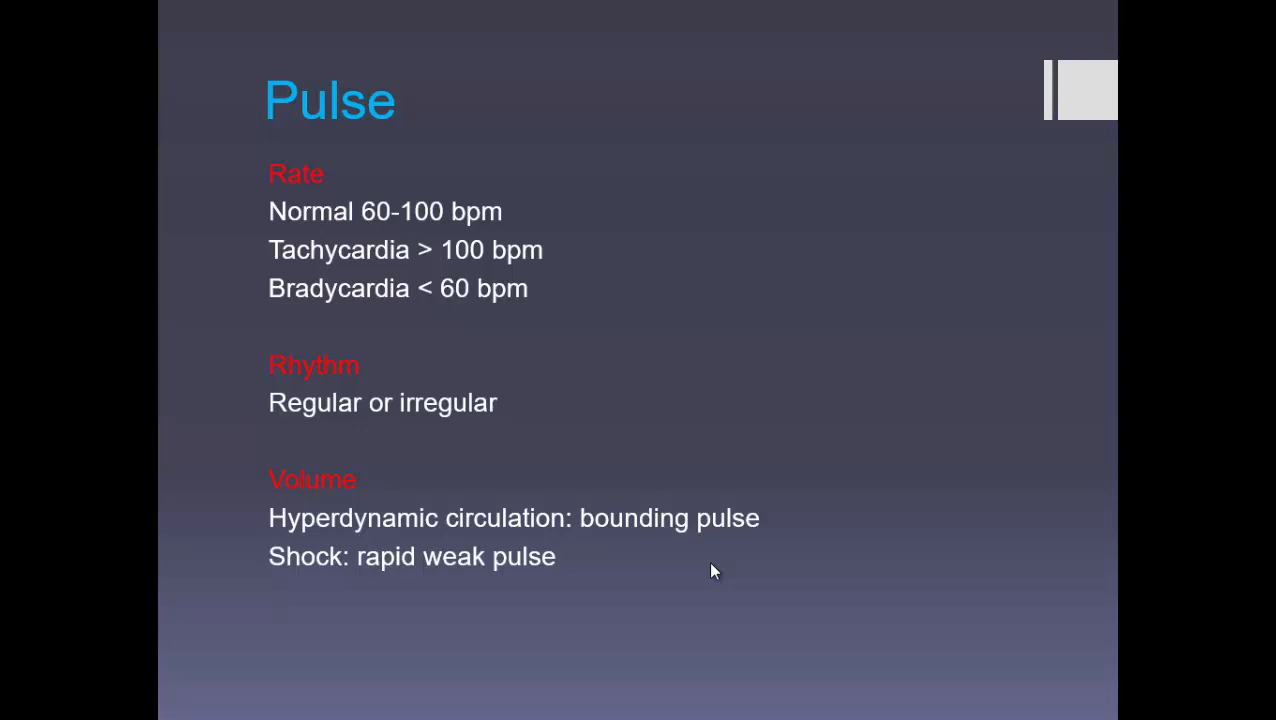 Pulse
Rate
Normal 60-100 bpm
Tachycardia > 100 bpm
Bradycardia < 60 bpm
Rhythm
Regular or irregular
Volume
Hyperdynamic circulation: bounding pulse
Shock: rapid weak pulse